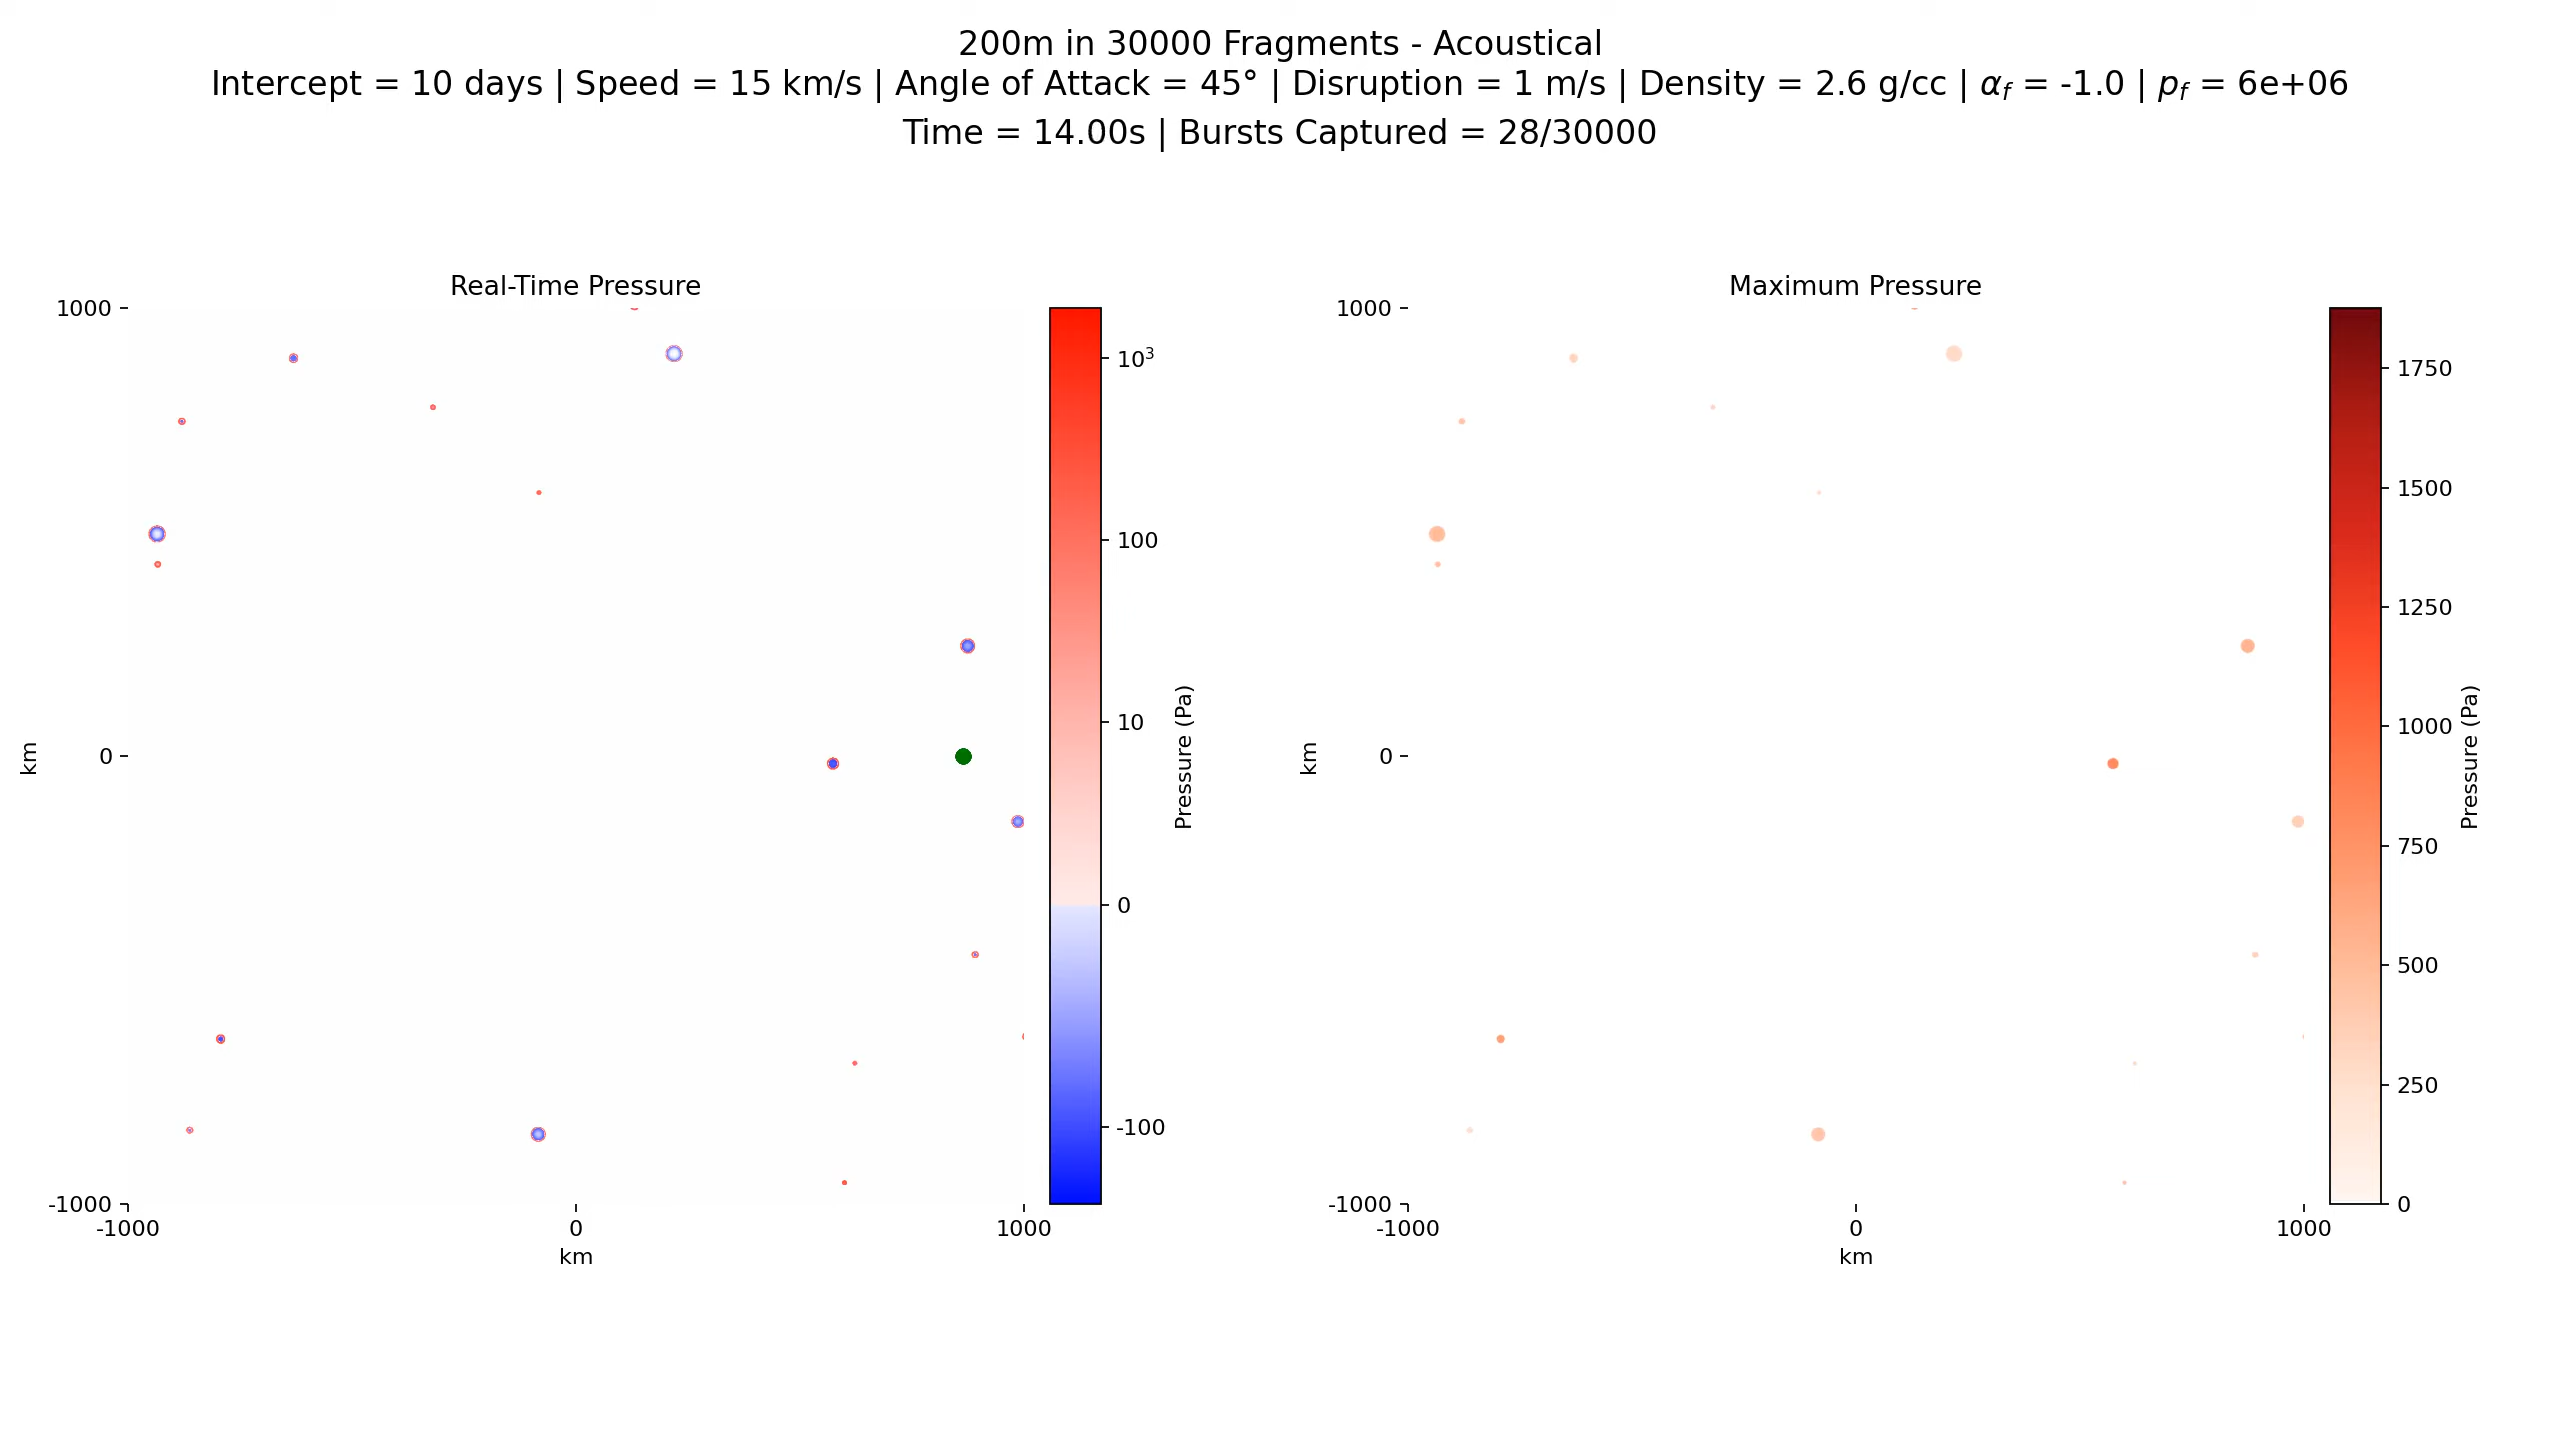 200m in 30000 Fragments - Acoustical
Intercept = 10 days | Speed = 15 km/s | Angle of Attack = 45° | Disruption = 1 m/s | Density = 2.6 g/cc | α_f = -1.0 | p_f = 6e+06
Time = 14.00s | Bursts Captured = 28/30000
Real-Time Pressure
1000
0
-1000
km
-1000 0 1000
km
10³
100
10
0
-100
Pressure (Pa)
Maximum Pressure
1000
0
-1000
km
-1000 0 1000
km
1750
1500
1250
1000
750
500
250
0
Pressure (Pa)